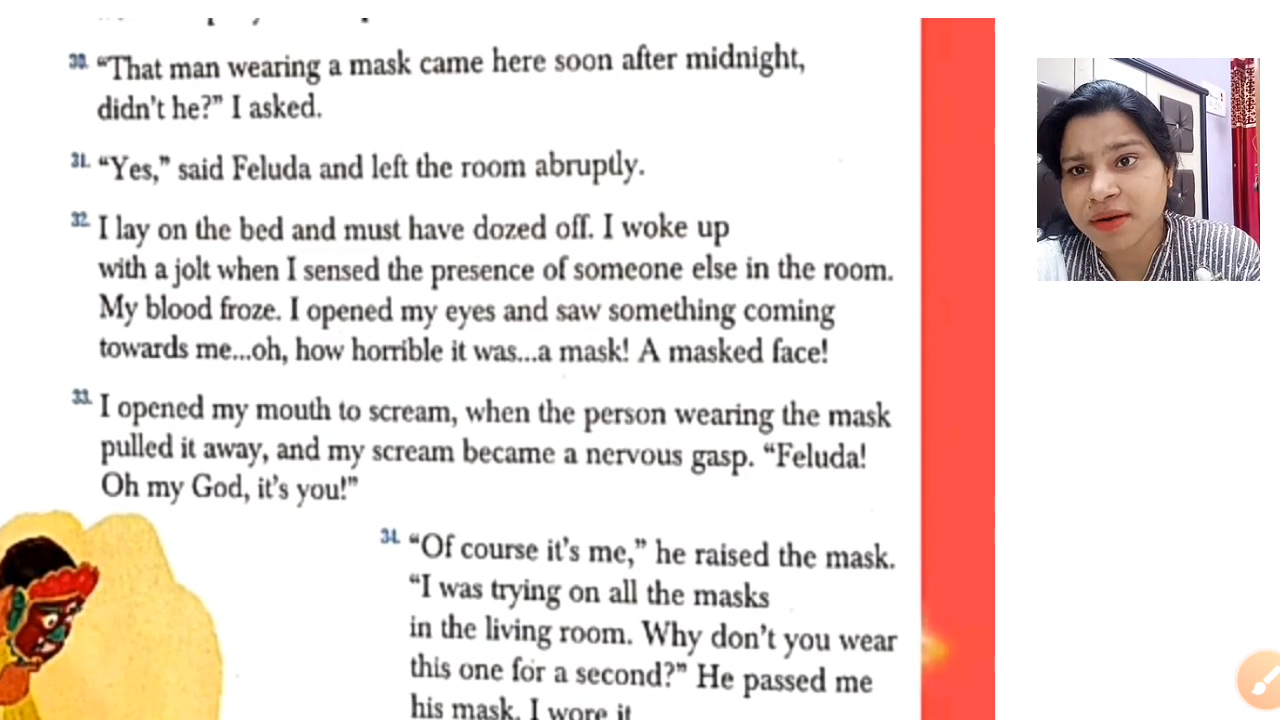 30. “That man wearing a mask came here soon after midnight,
didn’t he?” I asked.
31. “Yes,” said Feluda and left the room abruptly.
32. I lay on the bed and must have dozed off. I woke up
with a jolt when I sensed the presence of someone else in the room.
My blood froze. I opened my eyes and saw something coming
towards me...oh, how horrible it was...a mask! A masked face!
33. I opened my mouth to scream, when the person wearing the mask
pulled it away, and my scream became a nervous gasp. “Feluda!
Oh my God, it’s you!”
34. “Of course it’s me,” he raised the mask.
“I was trying on all the masks
in the living room. Why don’t you wear
this one for a second?” He passed me
his mask. I wore it